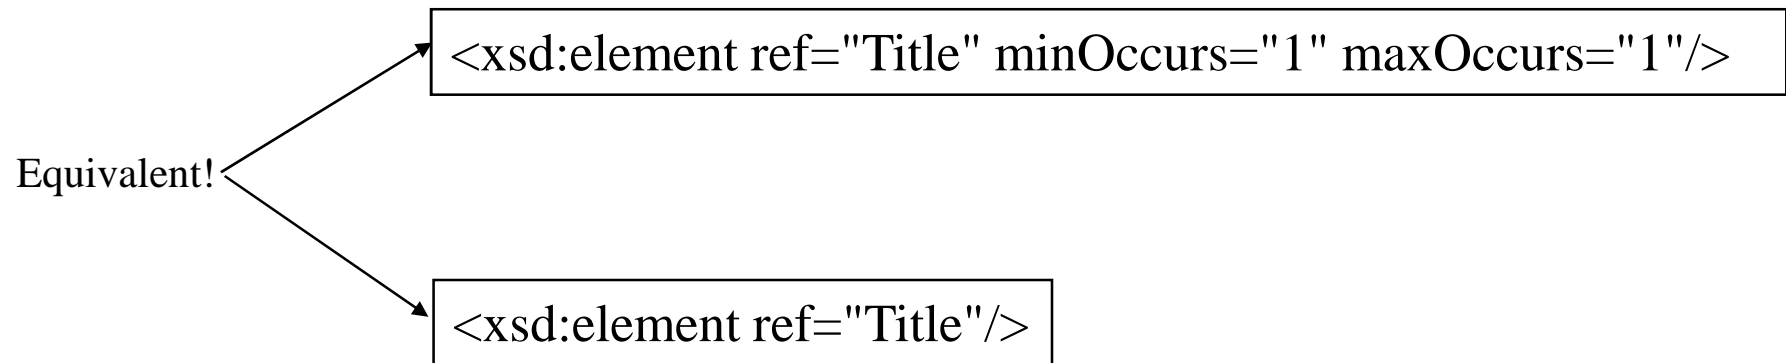 <xsd:element ref="Title" minOccurs="1" maxOccurs="1"/>
Equivalent!
<xsd:element ref="Title"/>